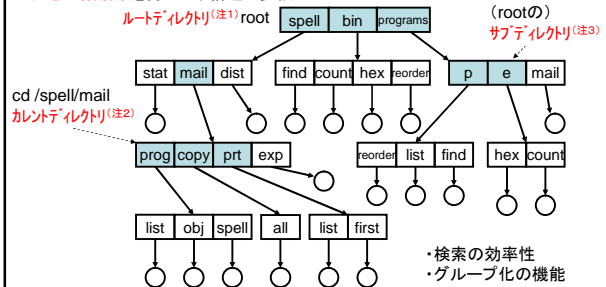 ルートディレクトリ(注1) root spell bin programs
(rootの)
サブディレクトリ(注3)
stat mail dist find count hex reorder p e mail
cd /spell/mail
カレントディレクトリ(注2)
prog copy prt exp reorder list find hex count
list obj spell all list first
・検索の効率性
・グループ化の機能